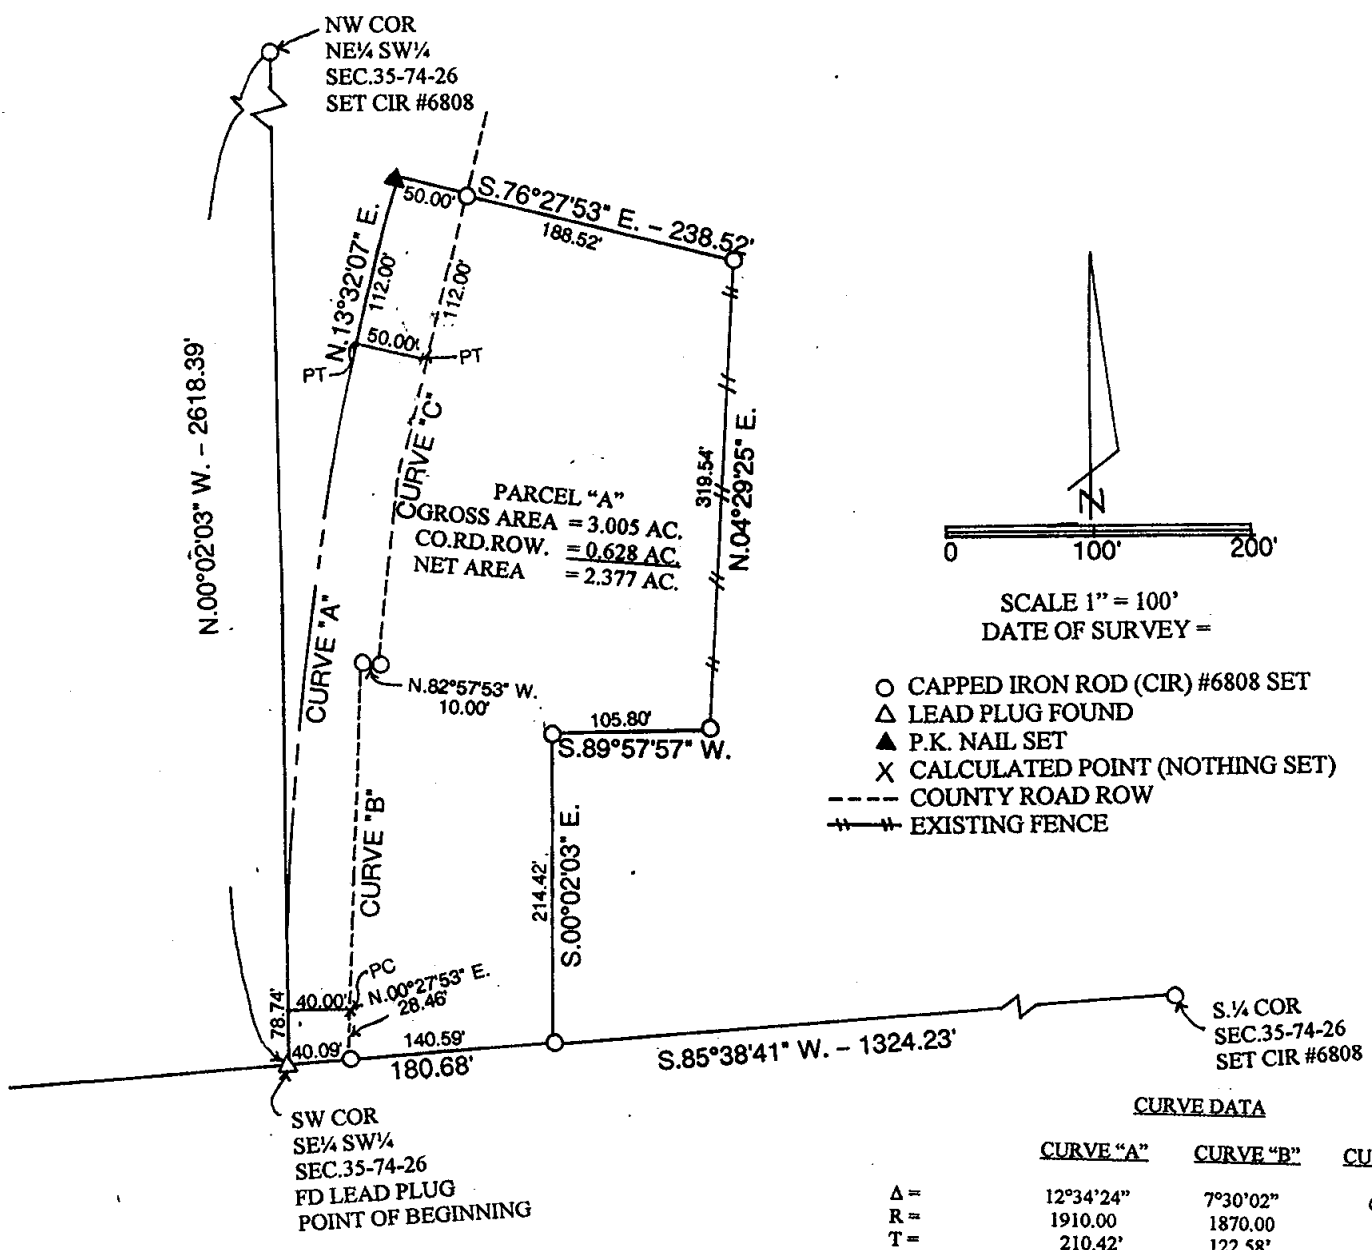 NW COR
NE¼ SW¼
SEC.35-74-26
SET CIR #6808
N.00°02'03" W. – 2618.39'
50.00'
S.76°27'53" E. – 238.52'
188.52'
N.13°32'07" E.
112.00'
112.00'
50.00'
PT
PT
CURVE "C"
PARCEL "A"
GROSS AREA = 3.005 AC.
CO.RD.ROW. = 0.628 AC.
NET AREA = 2.377 AC.
319.54'
N.04°29'25" E.
CURVE "A"
N.82°57'53" W.
10.00'
105.80'
S.89°57'57" W.
CURVE "B"
214.42'
S.00°02'03" E.
PC
N.00°27'53" E.
28.46'
78.74'
40.00'
40.09'
140.59'
180.68'
S.85°38'41" W. – 1324.23'
S.¼ COR
SEC.35-74-26
SET CIR #6808
SW COR
SE¼ SW¼
SEC.35-74-26
FD LEAD PLUG
POINT OF BEGINNING
N
0 100' 200'
SCALE 1" = 100'
DATE OF SURVEY =
CAPPED IRON ROD (CIR) #6808 SET
LEAD PLUG FOUND
P.K. NAIL SET
X CALCULATED POINT (NOTHING SET)
COUNTY ROAD ROW
EXISTING FENCE
CURVE DATA
CURVE "A" CURVE "B" CU
Δ = 12°34'24" 7°30'02"
R = 1910.00 1870.00
T = 210.42' 122.58'